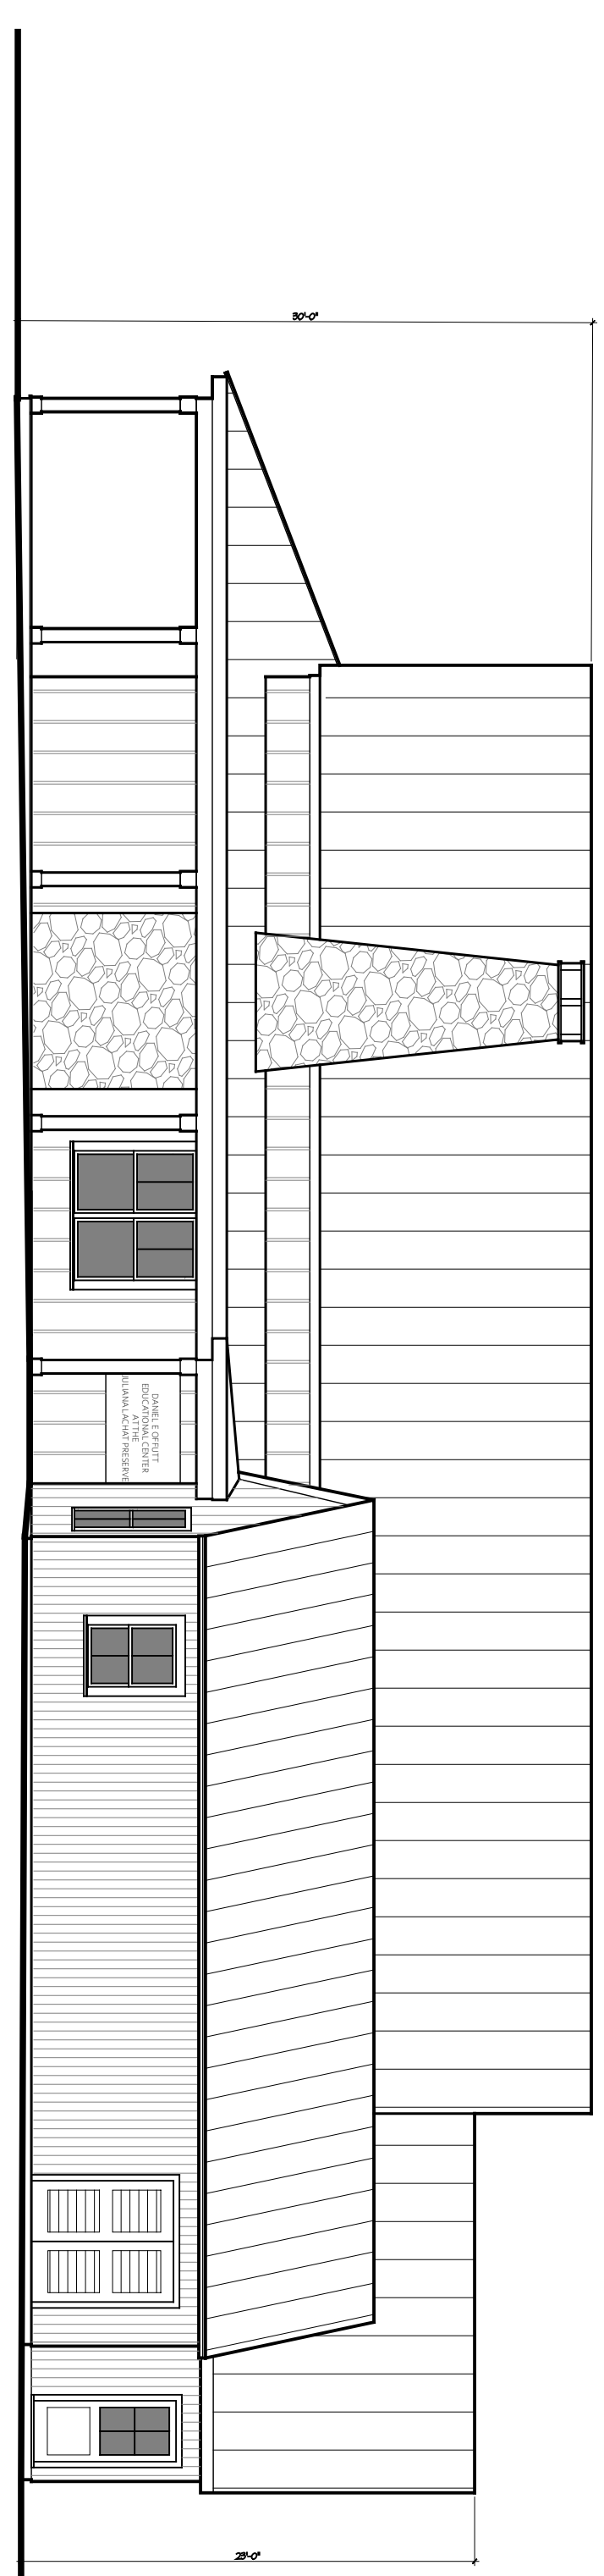 30'-0"
DANIEL E OFFUTT
EDUCATIONAL CENTER
AT THE
JULIANA LACHAT PRESERVE
23'-0"